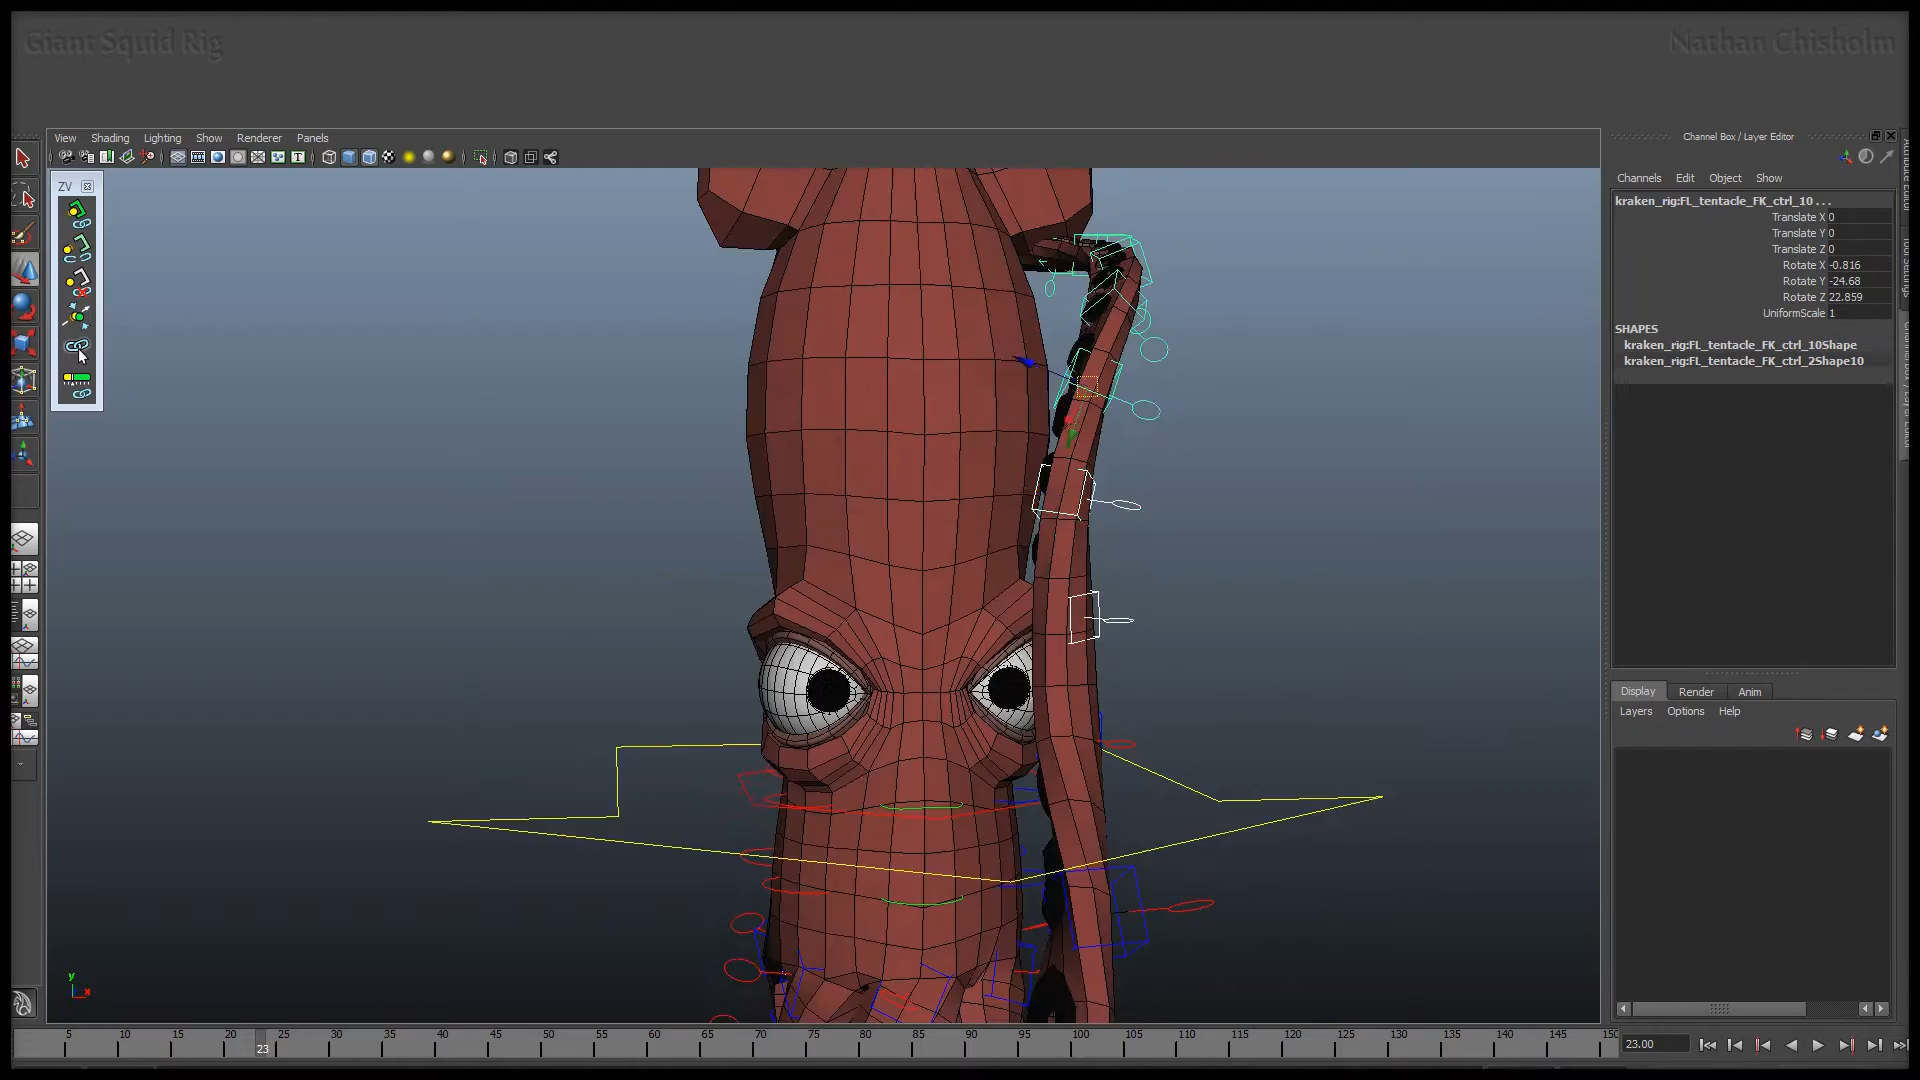 Giant Squid Rig
Nathan Chisholm
View Shading Lighting Show Renderer Panels
Channel Box / Layer Editor
ZV
Channels Edit Object Show
kraken_rig:FL_tentacle_FK_ctrl_10 . . .
Translate X 0
Translate Y 0
Translate Z 0
Rotate X -0.816
Rotate Y -24.68
Rotate Z 22.859
UniformScale 1
SHAPES
kraken_rig:FL_tentacle_FK_ctrl_10Shape
kraken_rig:FL_tentacle_FK_ctrl_2Shape10
Display Render Anim
Layers Options Help
y
x
5 10 15 20 25 30 35 40 45 50 55 60 65 70 75 80 85 90 95 100 105 110 115 120 125 130 135 140 145 150
23
23.00